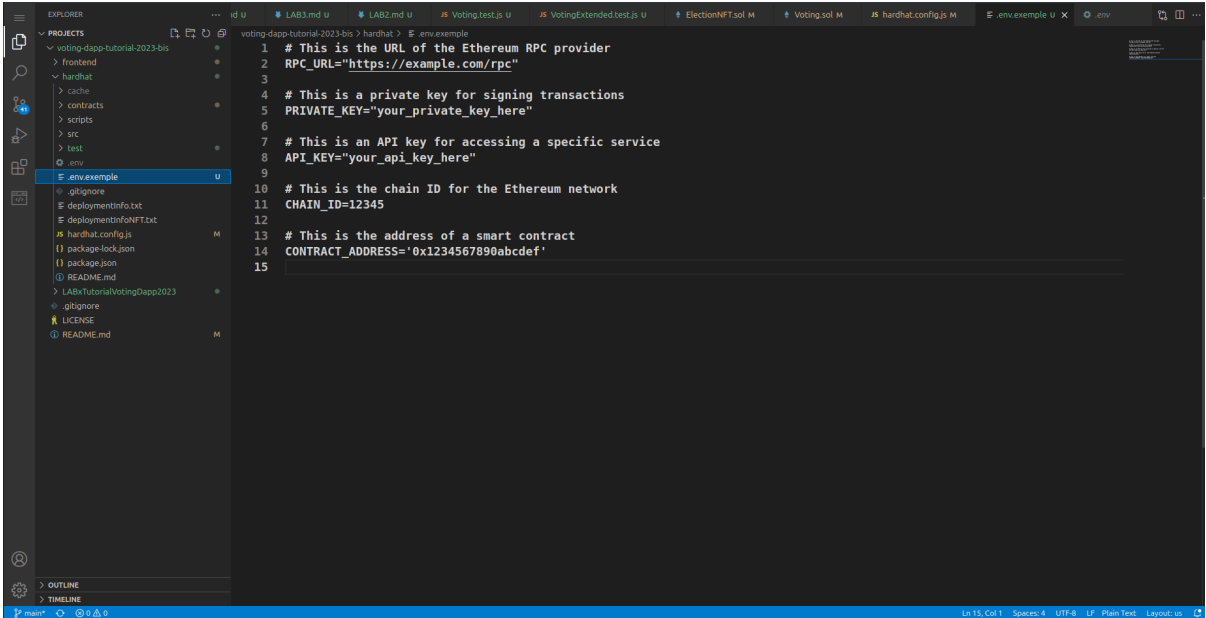 EXPLORER
nd U
LAB3.md U
LAB2.md U
JS Voting.test.js U
JS VotingExtended.test.js U
ElectionNFT.sol M
Voting.sol M
JS hardhat.config.js M
.env.exemple U
.env
PROJECTS
voting-dapp-tutorial-2023-bis
frontend
hardhat
cache
contracts
scripts
src
test
.env
.env.exemple U
.gitignore
deploymentInfo.txt
deploymentInfoNFT.txt
JS hardhat.config.js M
{} package-lock.json
{} package.json
README.md
LABxTutorialVotingDapp2023
.gitignore
LICENSE
README.md M
OUTLINE
TIMELINE
41
voting-dapp-tutorial-2023-bis > hardhat > .env.exemple
1 # This is the URL of the Ethereum RPC provider
2 RPC_URL="https://example.com/rpc"
3
4 # This is a private key for signing transactions
5 PRIVATE_KEY="your_private_key_here"
6
7 # This is an API key for accessing a specific service
8 API_KEY="your_api_key_here"
9
10 # This is the chain ID for the Ethereum network
11 CHAIN_ID=12345
12
13 # This is the address of a smart contract
14 CONTRACT_ADDRESS='0x1234567890abcdef'
15
main* 0 0
Ln 15, Col 1 Spaces: 4 UTF-8 LF Plain Text Layout: us